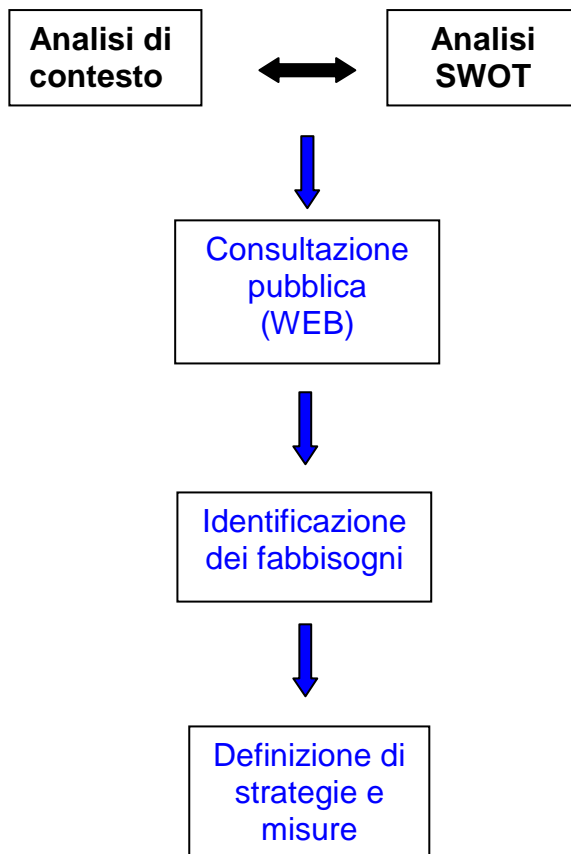 Analisi di
contesto
Analisi
SWOT
Consultazione
pubblica
(WEB)
Identificazione
dei fabbisogni
Definizione di
strategie e
misure